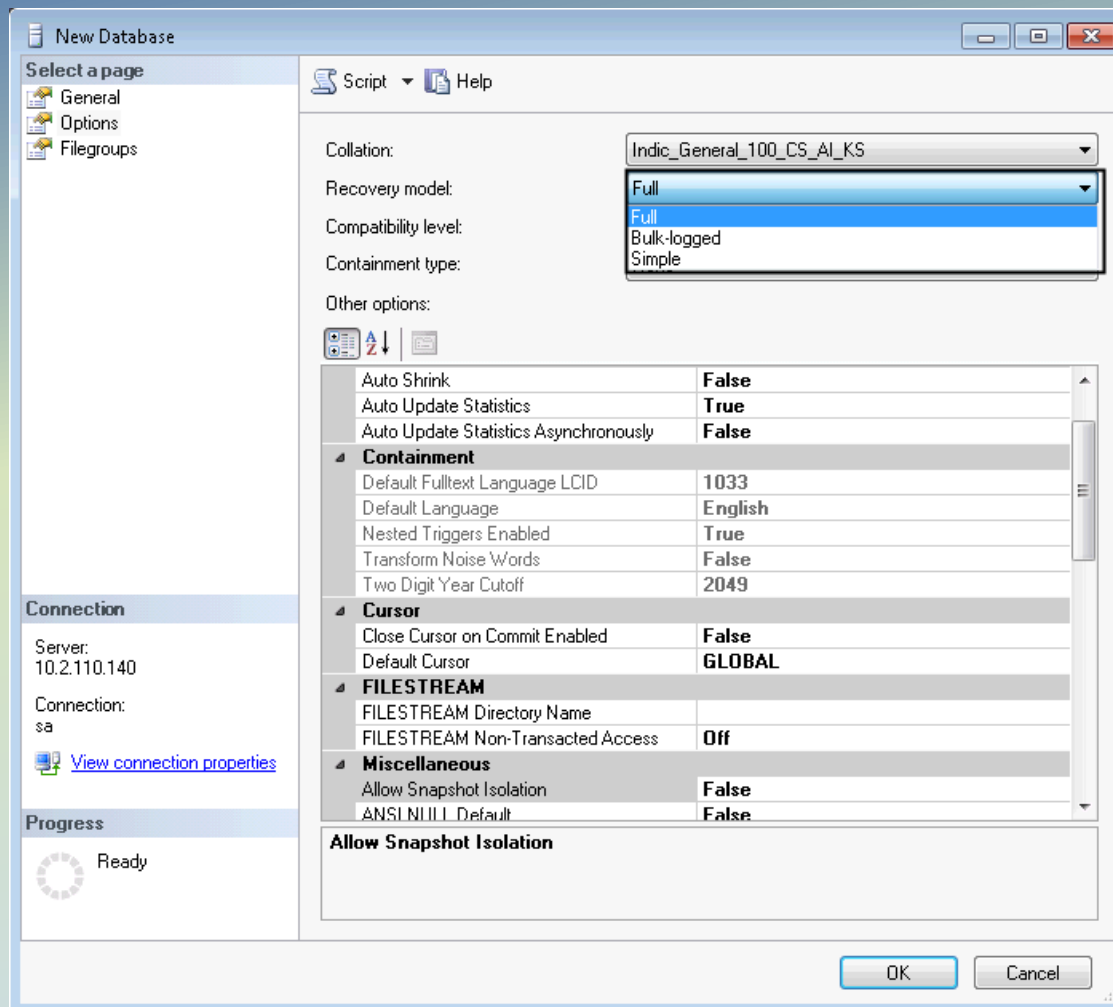 New Database
Select a page
General
Options
Filegroups
Script
Help
Collation:
Indic_General_100_CS_AI_KS
Recovery model:
Full
Full
Bulk-logged
Simple
Compatibility level:
Containment type:
Other options:
Auto Shrink False
Auto Update Statistics True
Auto Update Statistics Asynchronously False
Containment
Default Fulltext Language LCID 1033
Default Language English
Nested Triggers Enabled True
Transform Noise Words False
Two Digit Year Cutoff 2049
Cursor
Close Cursor on Commit Enabled False
Default Cursor GLOBAL
FILESTREAM
FILESTREAM Directory Name
FILESTREAM Non-Transacted Access Off
Miscellaneous
Allow Snapshot Isolation False
ANSI NULL Default False
Allow Snapshot Isolation
Connection
Server:
10.2.110.140
Connection:
sa
View connection properties
Progress
Ready
OK
Cancel